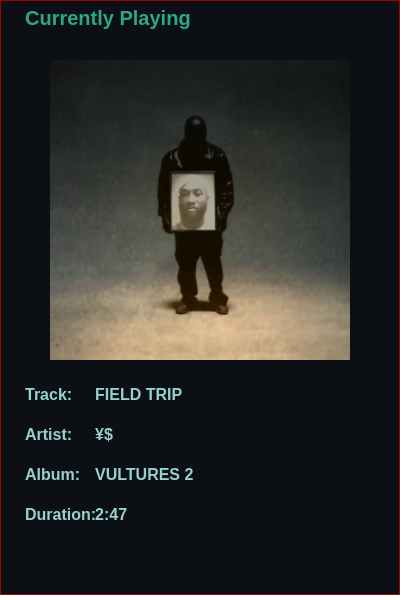 Currently Playing
Track: FIELD TRIP
Artist: ¥$
Album: VULTURES 2
Duration:2:47